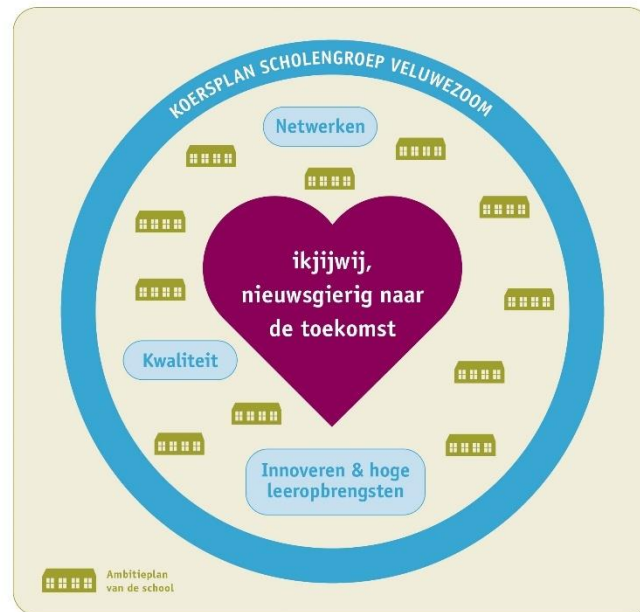 KOERSPLAN SCHOLENGROEP VELUWEZOOM
Netwerken
ikjijwij,
nieuwsgierig naar
de toekomst
Kwaliteit
Innoveren & hoge
leeropbrengsten
Ambitieplan
van de school